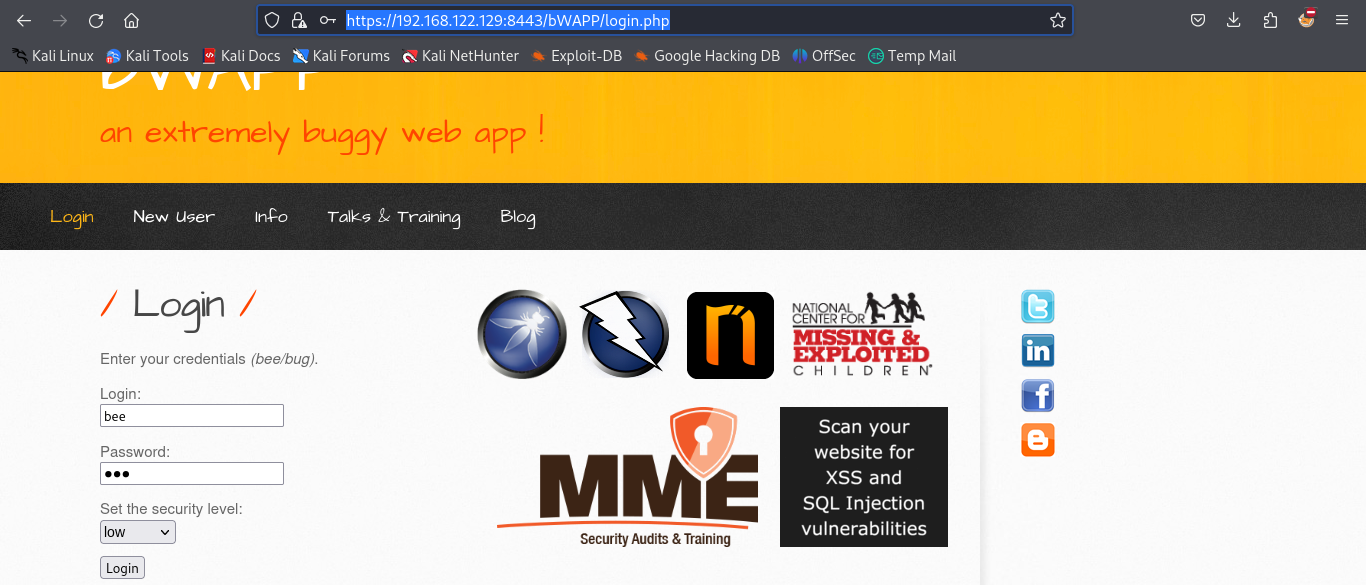 https://192.168.122.129:8443/bWAPP/login.php
Kali Linux Kali Tools Kali Docs Kali Forums Kali NetHunter Exploit-DB Google Hacking DB OffSec Temp Mail
bWAPP
an extremely buggy web app !
Login New User Info Talks & Training Blog
/ Login /
Enter your credentials (bee/bug).
Login:
bee
Password:
●●●
Set the security level:
low
Login
NATIONAL
CENTER FOR
MISSING &
EXPLOITED
CHILDREN®
MME
Security Audits & Training
Scan your
website for
XSS and
SQL Injection
vulnerabilities